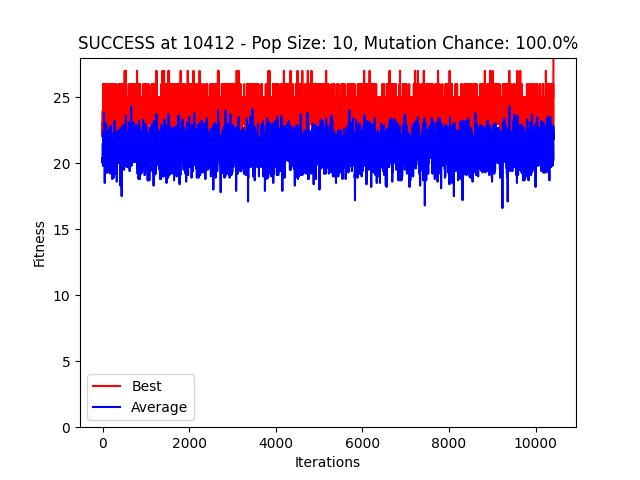 SUCCESS at 10412 - Pop Size: 10, Mutation Chance: 100.0%
25
20
15
10
5
0
Fitness
Best
Average
0 2000 4000 6000 8000 10000
Iterations